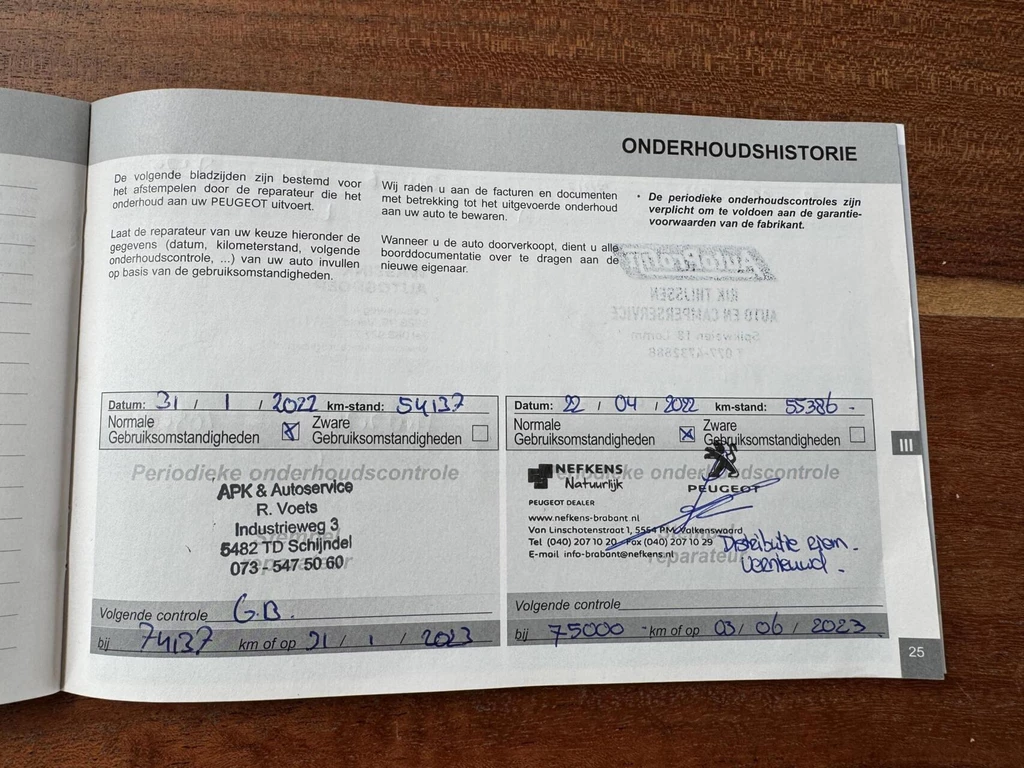 ONDERHOUDSHISTORIE
De volgende bladzijden zijn bestemd voor
het afstempelen door de reparateur die het
onderhoud aan uw PEUGEOT uitvoert.
Laat de reparateur van uw keuze hieronder de
gegevens (datum, kilometerstand, volgende
onderhoudscontrole, ...) van uw auto invullen
op basis van de gebruiksomstandigheden.
Wij raden u aan de facturen en documenten
met betrekking tot het uitgevoerde onderhoud
aan uw auto te bewaren.
Wanneer u de auto doorverkoopt, dient u alle
boorddocumentatie over te dragen aan de
nieuwe eigenaar.
• De periodieke onderhoudscontroles zijn
verplicht om te voldoen aan de garantie-
voorwaarden van de fabrikant.
AutoPromp
RIK THIJSSEN
AUTO EN CAMPERSERVICE
Datum: 31 / 1 / 2022 km-stand: 54137
Normale
Gebruiksomstandigheden
Zware
Gebruiksomstandigheden
Periodieke onderhoudscontrole
APK & Autoservice
R. Voets
Industrieweg 3
5482 TD Schijndel
073 - 547 50 60
Volgende controle G.B.
bij 74137 km of op 31 / 1 / 2023
Datum: 22 / 04 / 2022 km-stand: 55386 -
Normale
Gebruiksomstandigheden
Zware
Gebruiksomstandigheden
Periodieke onderhoudscontrole
NEFKENS
Natuurlijk
PEUGEOT
PEUGEOT DEALER
www.nefkens-brabant.nl
Van Linschotenstraat 1, 5554 PM Valkenswaard
Tel (040) 207 10 20 Fox (040) 207 10 29
E-mail info-brabant@nefkens.nl
reparateur
Distributie riem.
Vernieuwd.
Volgende controle
bij 75000 - km of op 03 / 06 / 2023
III
25